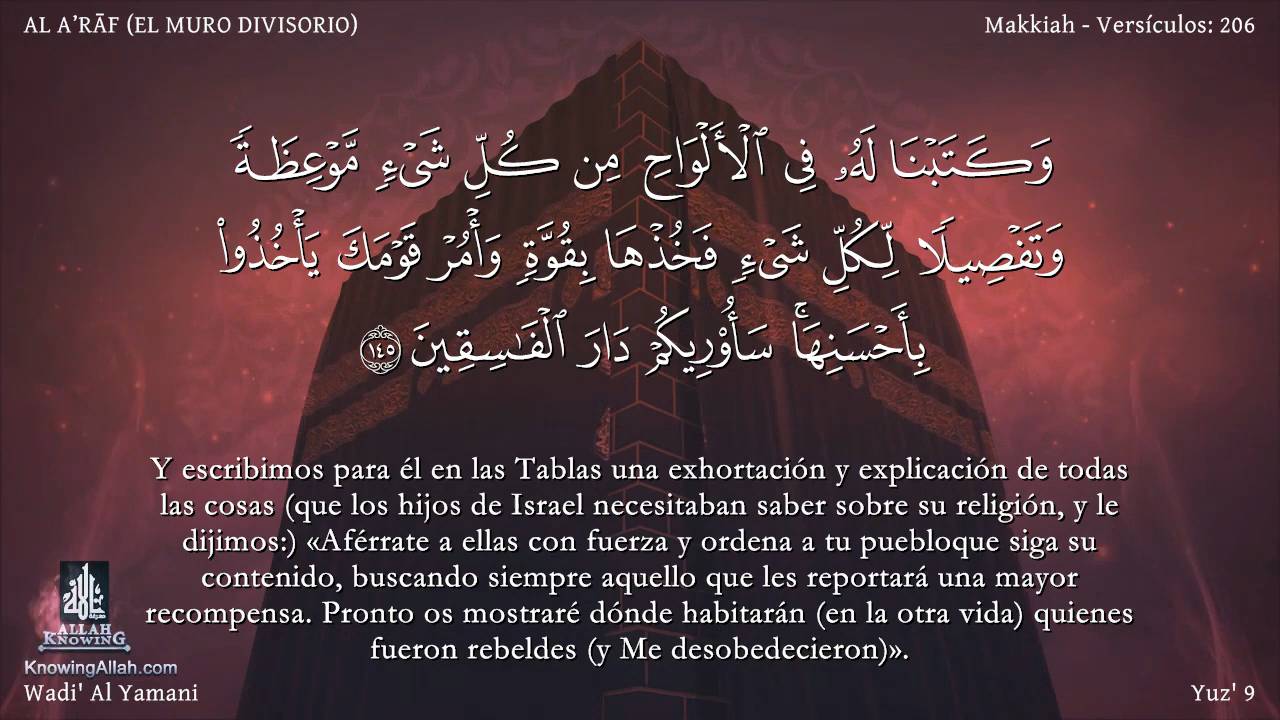 AL A’RĀF (EL MURO DIVISORIO)
Makkiah - Versículos: 206
وَكَتَبْنَا لَهُۥ فِى ٱلْأَلْوَاحِ مِن كُلِّ شَىْءٍ مَّوْعِظَةً
وَتَفْصِيلًا لِّكُلِّ شَىْءٍ فَخُذْهَا بِقُوَّةٍ وَأْمُرْ قَوْمَكَ يَأْخُذُوا۟
بِأَحْسَنِهَا ۚ سَأُو۟رِيكُمْ دَارَ ٱلْفَـٰسِقِينَ ١٤٥
Y escribimos para él en las Tablas una exhortación y explicación de todas
las cosas (que los hijos de Israel necesitaban saber sobre su religión, y le
dijimos:) «Aférrate a ellas con fuerza y ordena a tu puebloque siga su
contenido, buscando siempre aquello que les reportará una mayor
recompensa. Pronto os mostraré dónde habitarán (en la otra vida) quienes
fueron rebeldes (y Me desobedecieron)».
ALLAH
KNOWING
KnowingAllah.com
Wadi' Al Yamani
Yuz' 9